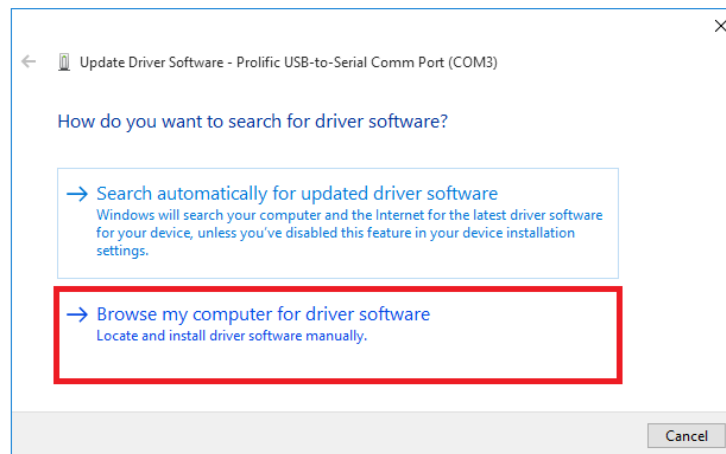 Update Driver Software - Prolific USB-to-Serial Comm Port (COM3)
How do you want to search for driver software?
Search automatically for updated driver software
Windows will search your computer and the Internet for the latest driver software
for your device, unless you've disabled this feature in your device installation
settings.
Browse my computer for driver software
Locate and install driver software manually.
Cancel